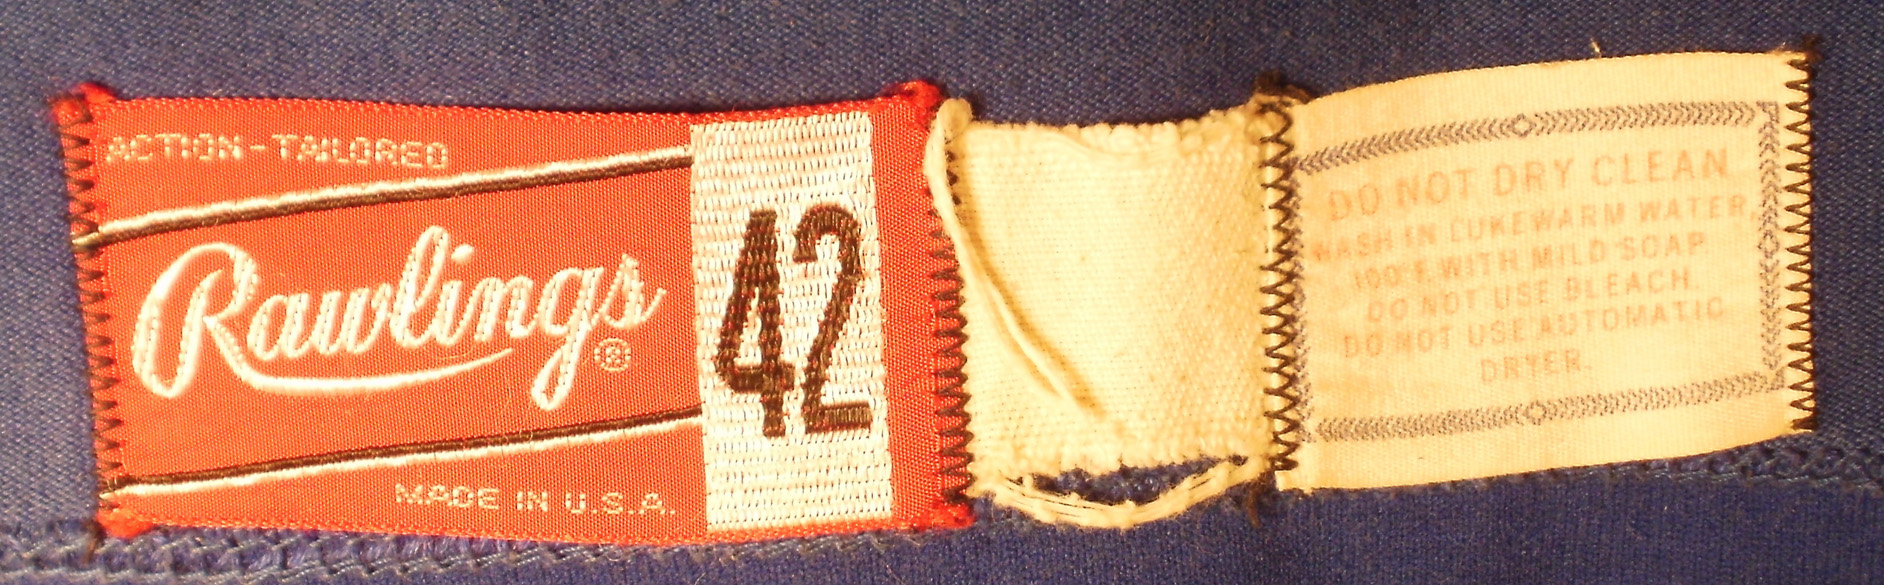 ACTION-TAILORED
Rawlings®
42
MADE IN U.S.A.
DO NOT DRY CLEAN
WASH IN LUKEWARM WATER,
100°F. WITH MILD SOAP
DO NOT USE BLEACH
DO NOT USE AUTOMATIC
DRYER.